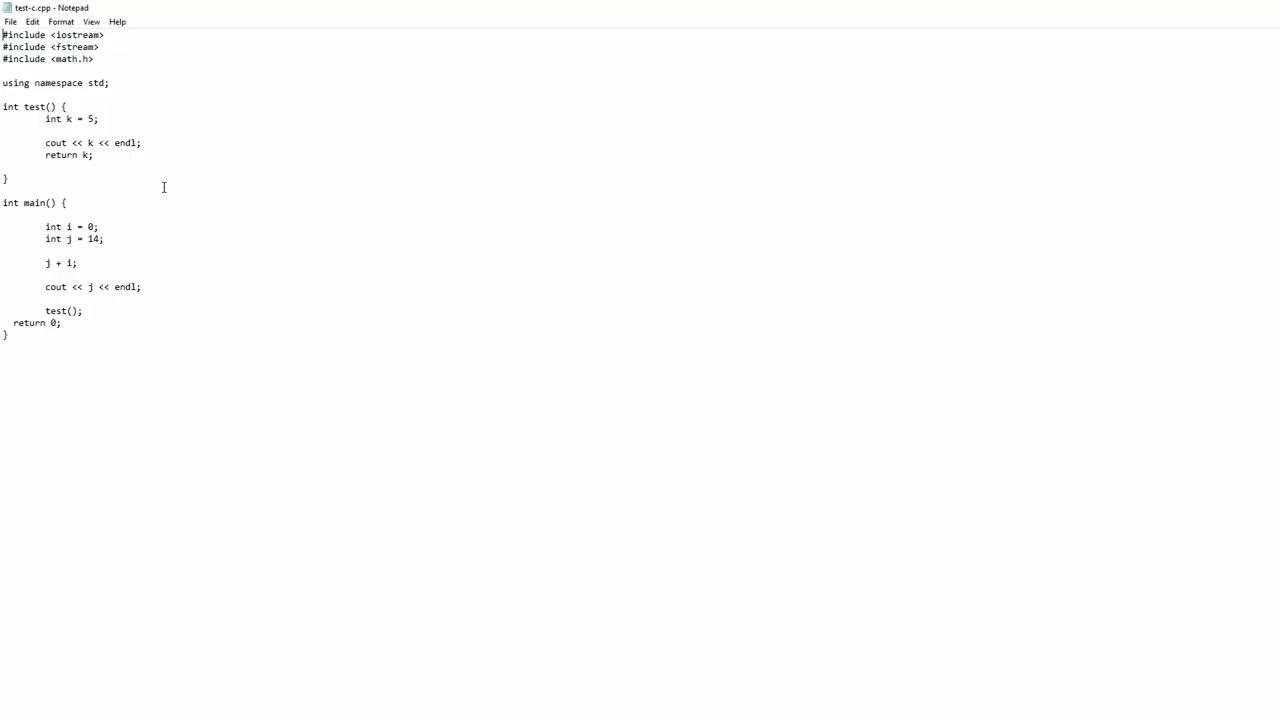 test-c.cpp - Notepad
File Edit Format View Help
#include <iostream>
#include <fstream>
#include <math.h>
using namespace std;
int test() {
int k = 5;
cout << k << endl;
return k;
}
int main() {
int i = 0;
int j = 14;
j + i;
cout << j << endl;
test();
return 0;
}